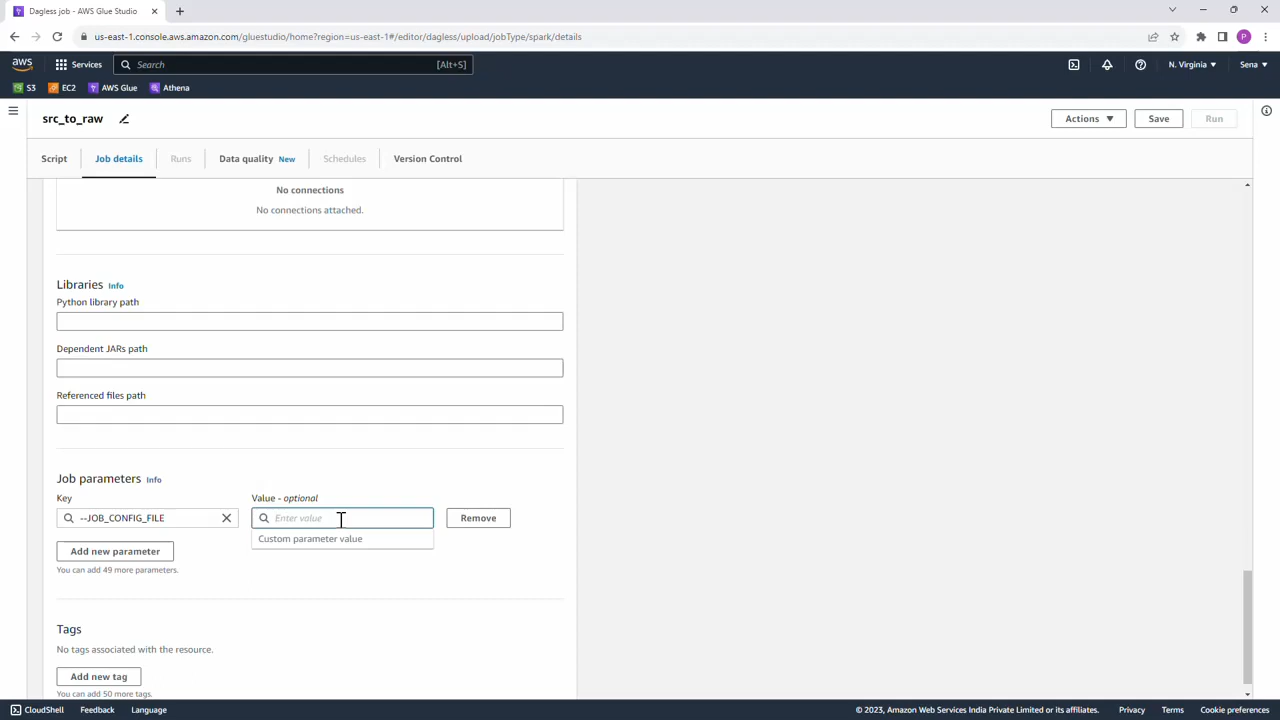 Dagless job - AWS Glue Studio
us-east-1.console.aws.amazon.com/gluestudio/home?region=us-east-1#/editor/dagless/upload/jobType/spark/details
aws Services Search [Alt+S] N. Virginia ▼ Sena ▼
S3 EC2 AWS Glue Athena
src_to_raw Actions ▼ Save Run
Script Job details Runs Data quality New Schedules Version Control
No connections
No connections attached.
Libraries Info
Python library path
Dependent JARs path
Referenced files path
Job parameters Info
Key Value - optional
--JOB_CONFIG_FILE Enter value Remove
Custom parameter value
Add new parameter
You can add 49 more parameters.
Tags
No tags associated with the resource.
Add new tag
You can add 50 more tags.
CloudShell Feedback Language © 2023, Amazon Web Services India Private Limited or its affiliates. Privacy Terms Cookie preferences